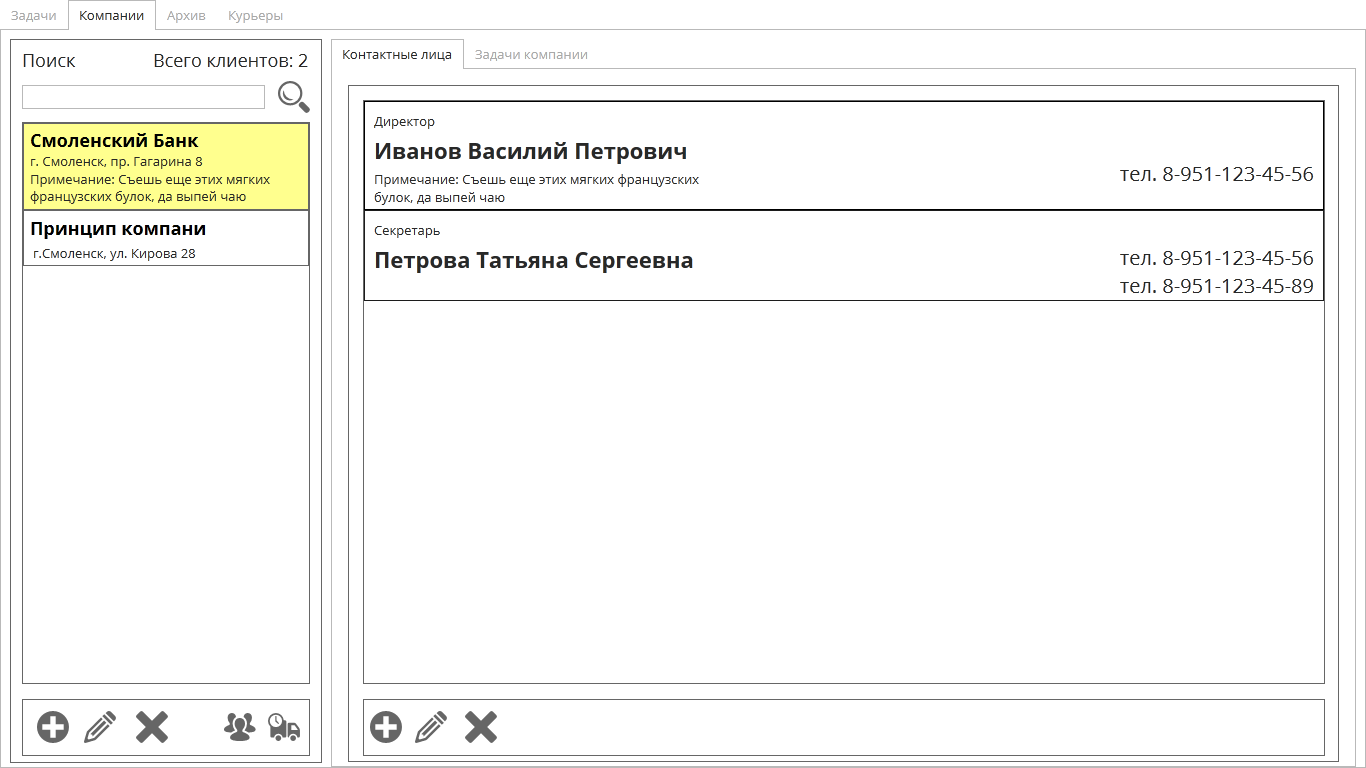 Задачи
Компании
Архив
Курьеры
Поиск
Всего клиентов: 2
Смоленский Банк
г. Смоленск, пр. Гагарина 8
Примечание: Съешь еще этих мягких
французских булок, да выпей чаю
Принцип компани
г.Смоленск, ул. Кирова 28
Контактные лица
Задачи компании
Директор
Иванов Василий Петрович
Примечание: Съешь еще этих мягких французских
булок, да выпей чаю
тел. 8-951-123-45-56
Секретарь
Петрова Татьяна Сергеевна
тел. 8-951-123-45-56
тел. 8-951-123-45-89